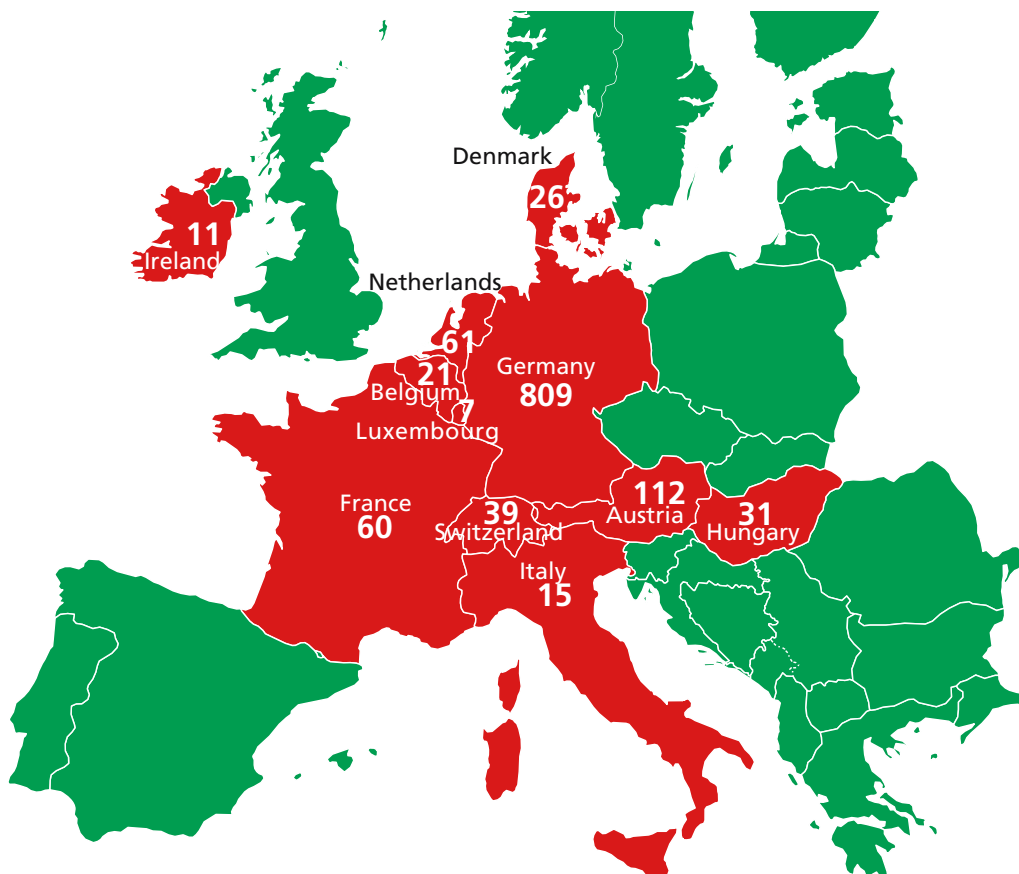 Denmark
26
11
Ireland
Netherlands
61
21
Belgium
7
Luxembourg
Germany
809
France
60
39
Switzerland
112
Austria
31
Hungary
Italy
15